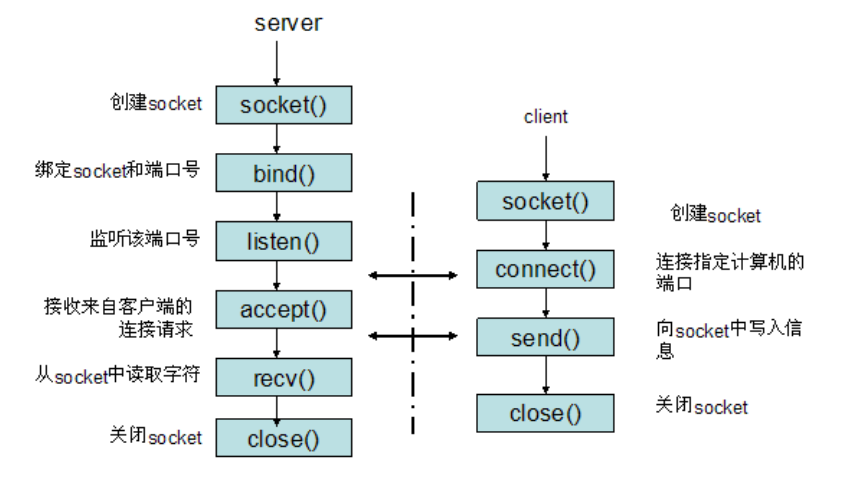 server
创建socket
socket()
绑定socket和端口号
bind()
监听该端口号
listen()
接收来自客户端的
连接请求
accept()
从socket中读取字符
recv()
关闭socket
close()
client
socket()
创建socket
connect()
连接指定计算机的
端口
send()
向socket中写入信
息
close()
关闭socket